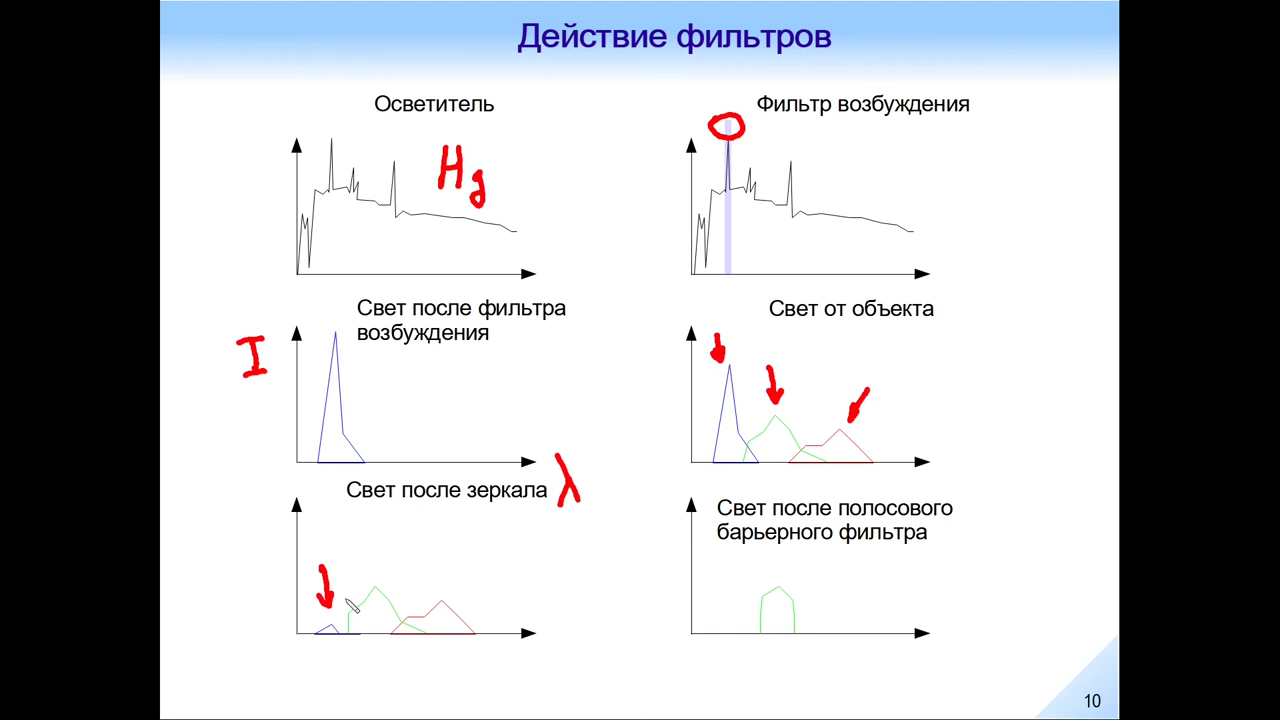 Действие фильтров
Осветитель
Фильтр возбуждения
Hg
Свет после фильтра
возбуждения
Свет от объекта
I
λ
Свет после зеркала
Свет после полосового
барьерного фильтра
10